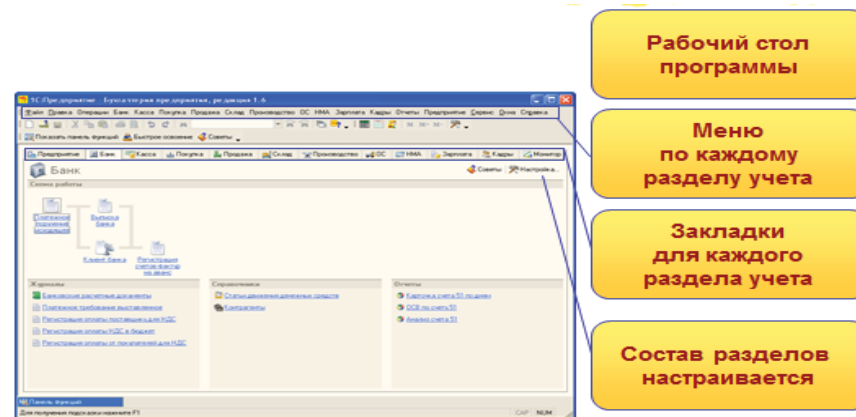 Рабочий стол
программы
Меню
по каждому
разделу учета
Закладки
для каждого
раздела учета
Состав разделов
настраивается
1С:Предприятие - Бухгалтерия предприятия, редакция 1.6
Файл Правка Операции Банк Касса Покупка Продажа Склад Производство ОС НМА Зарплата Кадры Отчеты Предприятие Сервис Окна Справка
Показать панель функций Быстрое освоение Советы
Предприятие Банк Касса Покупка Продажа Склад Производство ОС НМА Зарплата Кадры Монитор
Банк
Советы Настройка...
Схема работы
Платежное
поручение
исходящее
Выписка
банка
Клиент банка
Регистрация
счетов-фактур
на аванс
Журналы
Банковские расчетные документы
Платежное требование выставленное
Регистрация оплаты поставщику для НДС
Регистрация оплаты НДС в бюджет
Регистрация оплаты от покупателей для НДС
Справочники
Статьи движения денежных средств
Контрагенты
Отчеты
Карточка счета 51 по дням
ОСВ по счету 51
Анализ счета 51
Панель функций
Для получения подсказки нажмите F1
CAP NUM